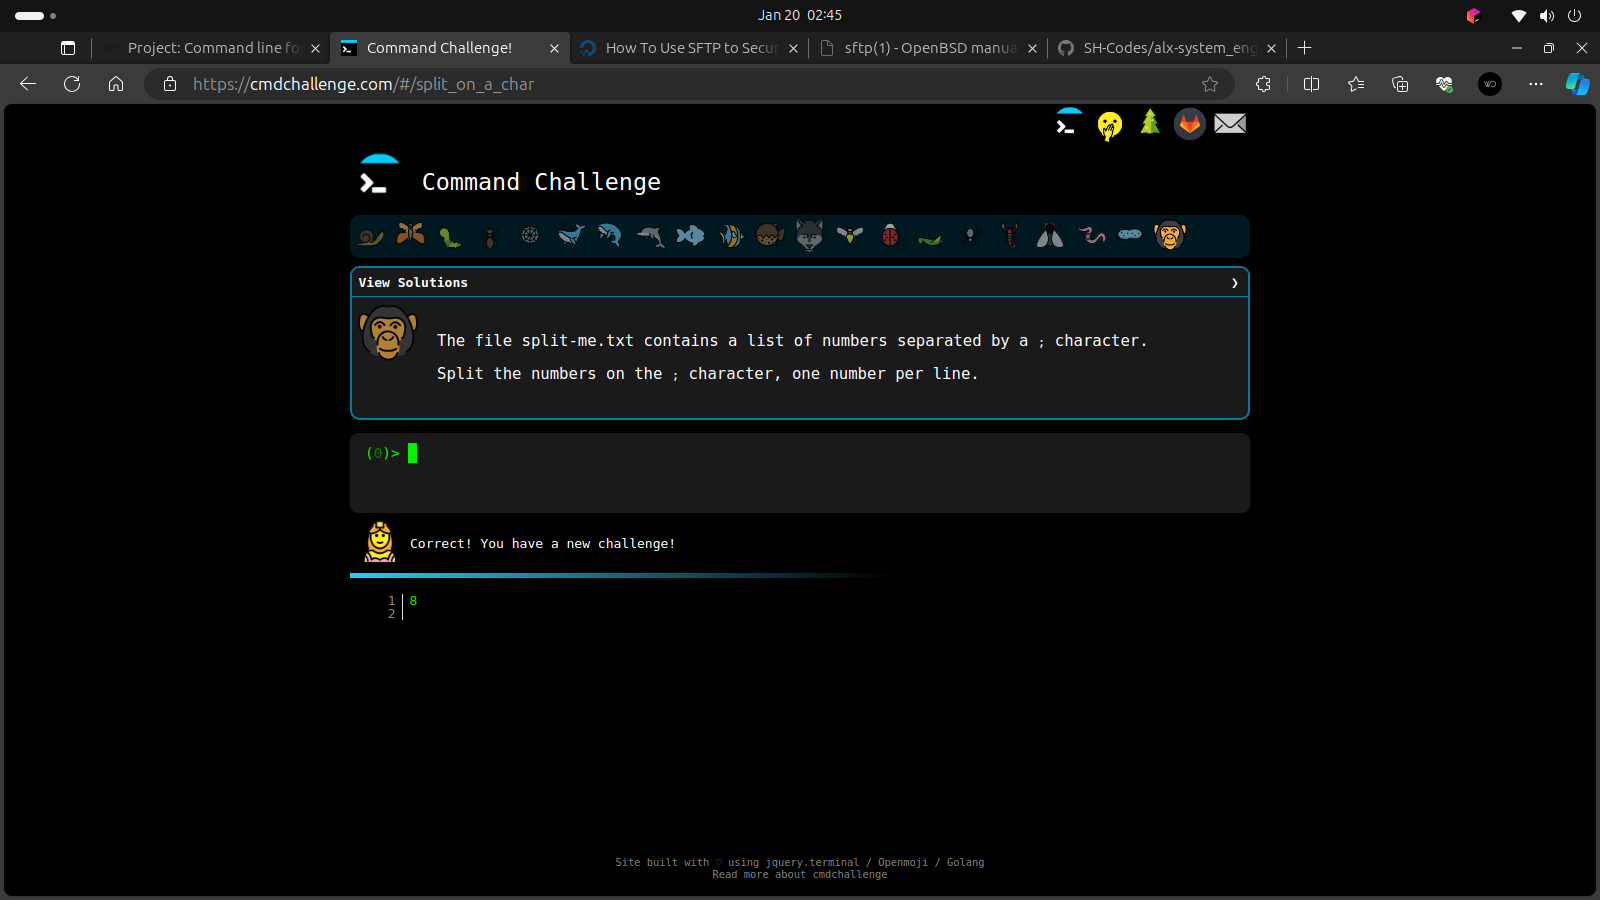 Jan 20 02:45
Project: Command line fo
Command Challenge!
How To Use SFTP to Secur
sftp(1) - OpenBSD manua
SH-Codes/alx-system_eng
https://cmdchallenge.com/#/split_on_a_char
Command Challenge
View Solutions
The file split-me.txt contains a list of numbers separated by a ; character.
Split the numbers on the ; character, one number per line.
(0)>
Correct! You have a new challenge!
1 8
2
Site built with ♡ using jquery.terminal / Openmoji / Golang
Read more about cmdchallenge